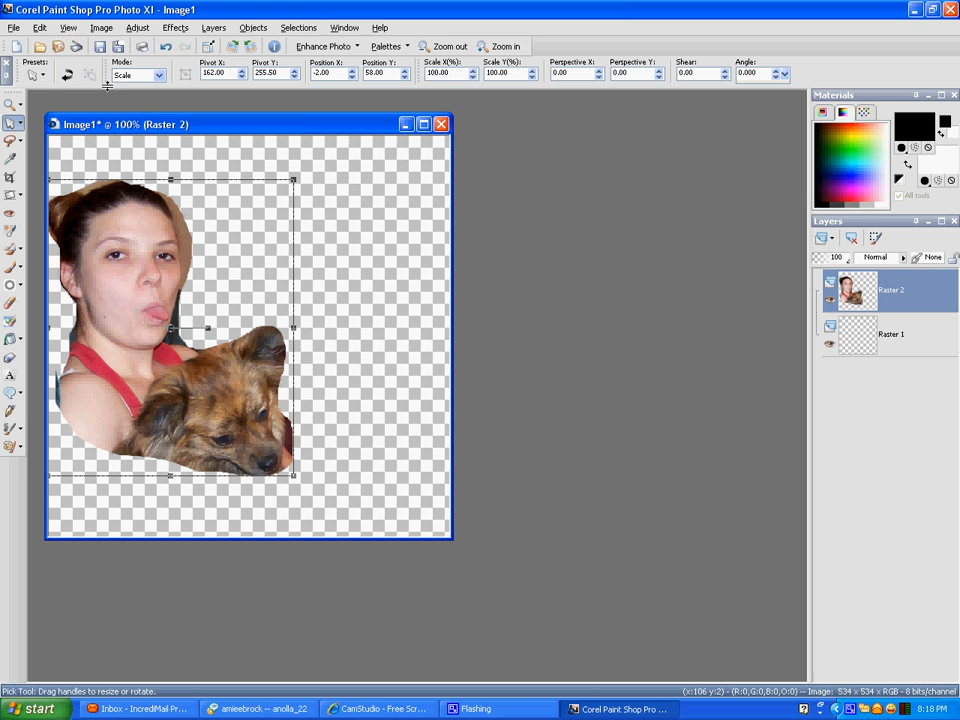 Corel Paint Shop Pro Photo XI - Image1
File Edit View Image Adjust Effects Layers Objects Selections Window Help
Enhance Photo Palettes Zoom out Zoom in
Presets: Mode: Pivot X: Pivot Y: Position X: Position Y: Scale X(%): Scale Y(%): Perspective X: Perspective Y: Shear: Angle:
Scale 162.00 255.50 -2.00 58.00 100.00 100.00 0.00 0.00 0.00 0.000
Materials
Image1* @ 100% (Raster 2)
All tools
Layers
100 Normal None
Raster 2
Raster 1
Pick Tool: Drag handles to resize or rotate.
(x:106 y:2) - (R:0,G:0,B:0,O:0) -- Image: 534 x 534 x RGB - 8 bits/channel
start Inbox - IncrediMail Pr... amieebrock -- anolla_22 CamStudio - Free Scr... Flashing Corel Paint Shop Pro ... 8:18 PM